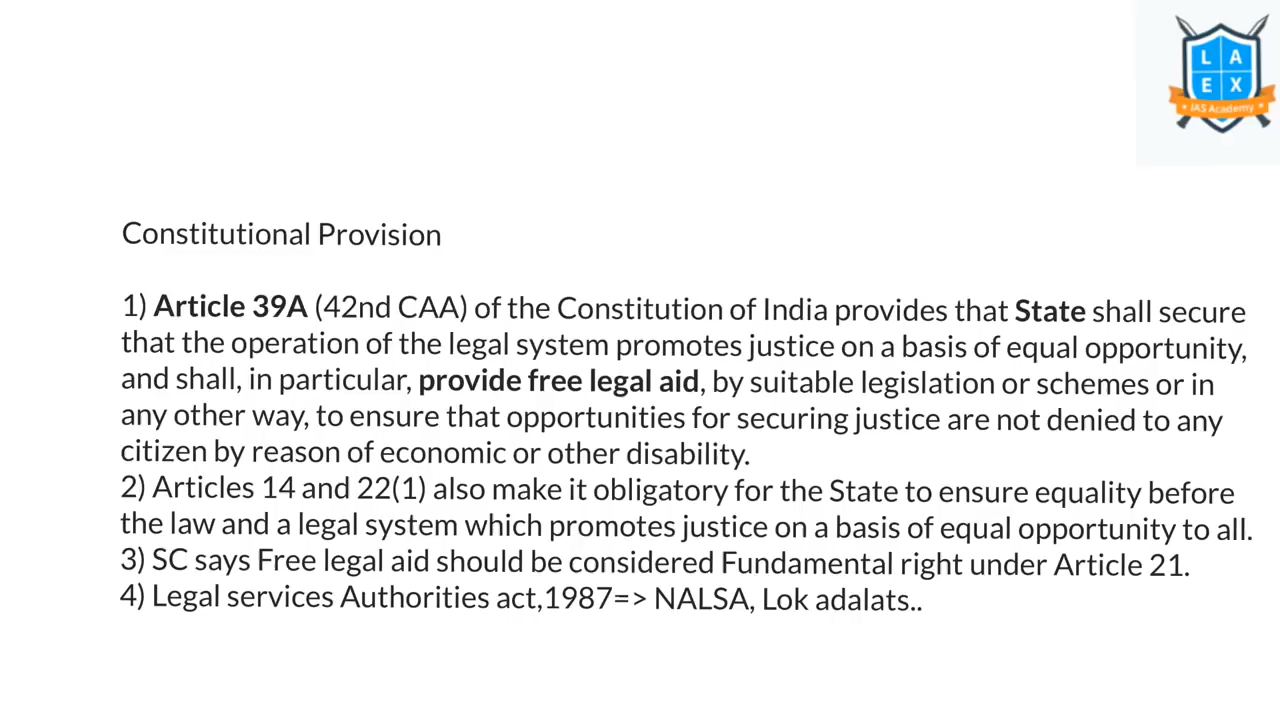 L A
E X
IAS Academy
Constitutional Provision
1) Article 39A (42nd CAA) of the Constitution of India provides that State shall secure
that the operation of the legal system promotes justice on a basis of equal opportunity,
and shall, in particular, provide free legal aid, by suitable legislation or schemes or in
any other way, to ensure that opportunities for securing justice are not denied to any
citizen by reason of economic or other disability.
2) Articles 14 and 22(1) also make it obligatory for the State to ensure equality before
the law and a legal system which promotes justice on a basis of equal opportunity to all.
3) SC says Free legal aid should be considered Fundamental right under Article 21.
4) Legal services Authorities act,1987=> NALSA, Lok adalats..